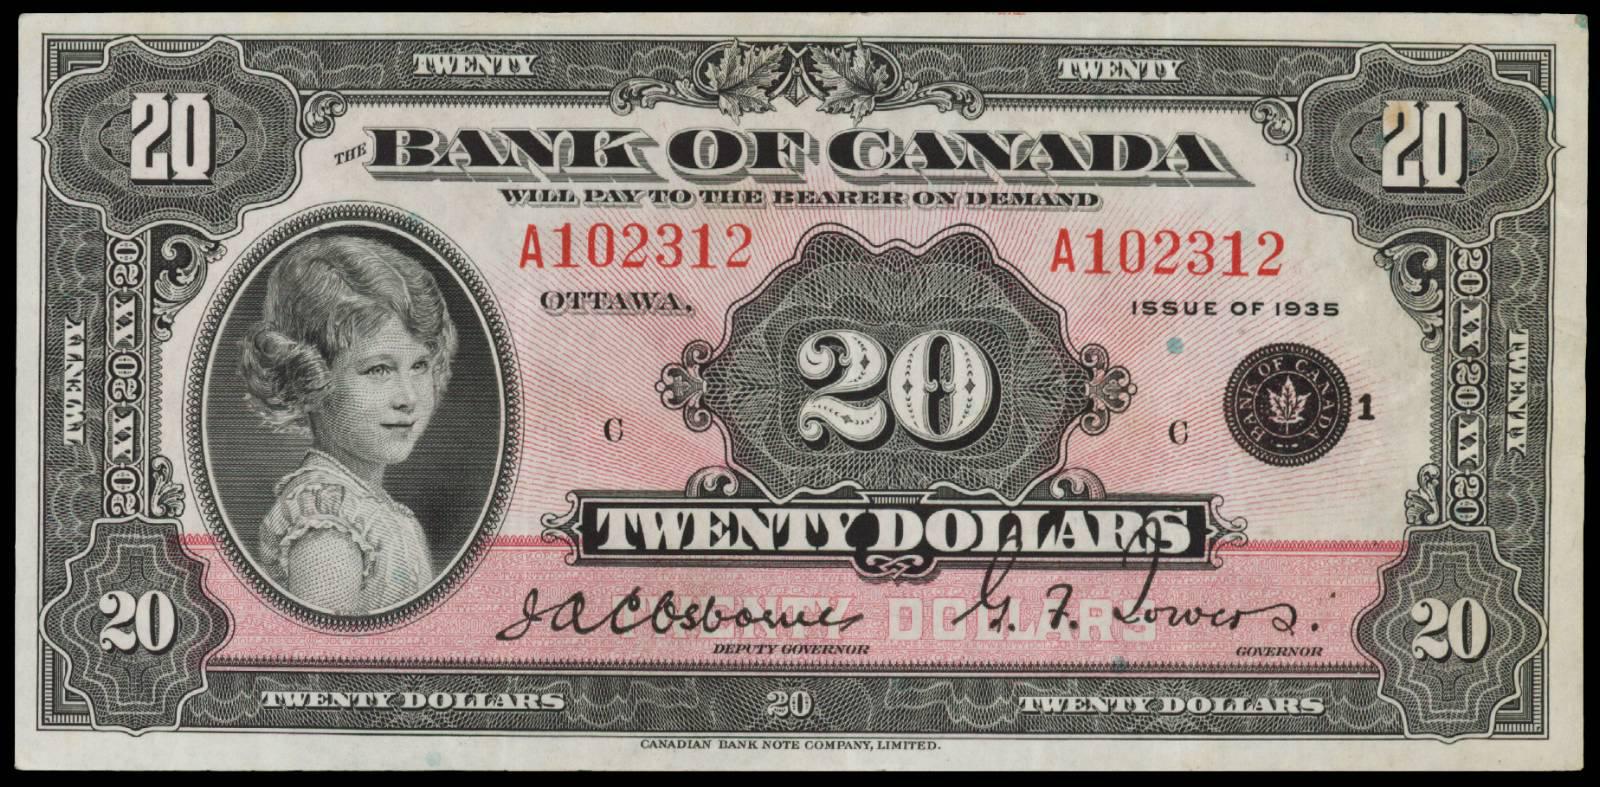 TWENTY TWENTY
20 20
THE BANK OF CANADA
WILL PAY TO THE BEARER ON DEMAND
A102312 A102312
OTTAWA, ISSUE OF 1935
20
BANK OF CANADA
1
C C
20 XX 20 XX 20
20 XX 20 XX 20
TWENTY
TWENTY
TWENTY DOLLARS
TWENTY DOLLARS
J A C Osborne G. F. Towers.
DEPUTY GOVERNOR GOVERNOR
20 20
TWENTY DOLLARS 20 TWENTY DOLLARS
CANADIAN BANK NOTE COMPANY, LIMITED.